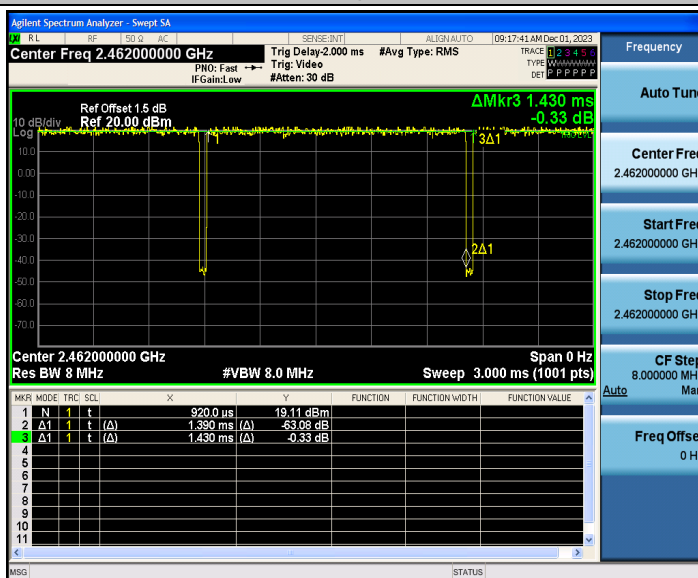 Agilent Spectrum Analyzer - Swept SA
RL RF 50 Ω AC SENSE:INT ALIGNAUTO 09:17:41 AM Dec 01, 2023
Center Freq 2.462000000 GHz
PNO: Fast
IFGain:Low
Trig Delay-2.000 ms
Trig: Video
#Atten: 30 dB
#Avg Type: RMS
TRACE 1 2 3 4 5 6
TYPE
DET P P P P P P
Ref Offset 1.5 dB
Ref 20.00 dBm
10 dB/div
Log
ΔMkr3 1.430 ms
-0.33 dB
10.0
0.00
-10.0
-20.0
-30.0
-40.0
-50.0
-60.0
-70.0
1
3Δ1
2Δ1
Center 2.462000000 GHz
Span 0 Hz
Res BW 8 MHz
#VBW 8.0 MHz
Sweep 3.000 ms (1001 pts)
MKR MODE TRC SCL X Y FUNCTION FUNCTION WIDTH FUNCTION VALUE
1 N 1 t 920.0 µs 19.11 dBm
2 Δ1 1 t (Δ) 1.390 ms (Δ) -63.08 dB
3 Δ1 1 t (Δ) 1.430 ms (Δ) -0.33 dB
4
5
6
7
8
9
10
11
MSG
STATUS
Frequency
Auto Tun
Center Fre
2.462000000 GH
Start Fre
2.462000000 GH
Stop Fre
2.462000000 GH
CF Step
8.000000 MH
Auto Ma
Freq Offse
0 H